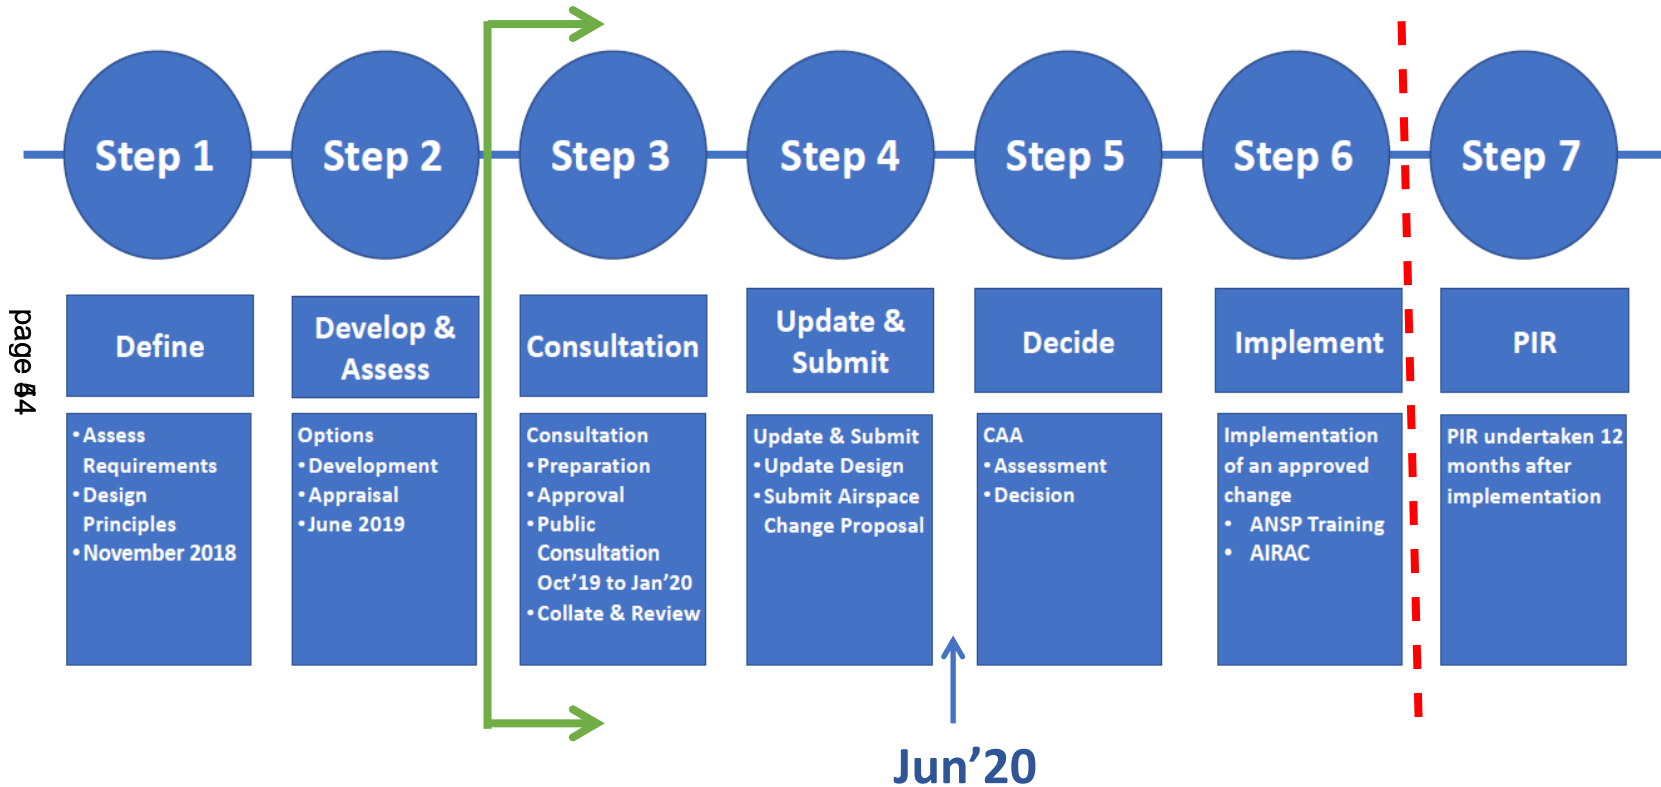 Step 1
Step 2
Step 3
Step 4
Step 5
Step 6
Step 7
Define
Develop &
Assess
Consultation
Update &
Submit
Decide
Implement
PIR
•Assess
Requirements
•Design
Principles
•November 2018
Options
•Development
•Appraisal
•June 2019
Consultation
•Preparation
•Approval
•Public
Consultation
Oct’19 to Jan’20
•Collate & Review
Update & Submit
•Update Design
•Submit Airspace
Change Proposal
CAA
•Assessment
•Decision
Implementation
of an approved
change
• ANSP Training
• AIRAC
PIR undertaken 12
months after
implementation
Jun’20
page